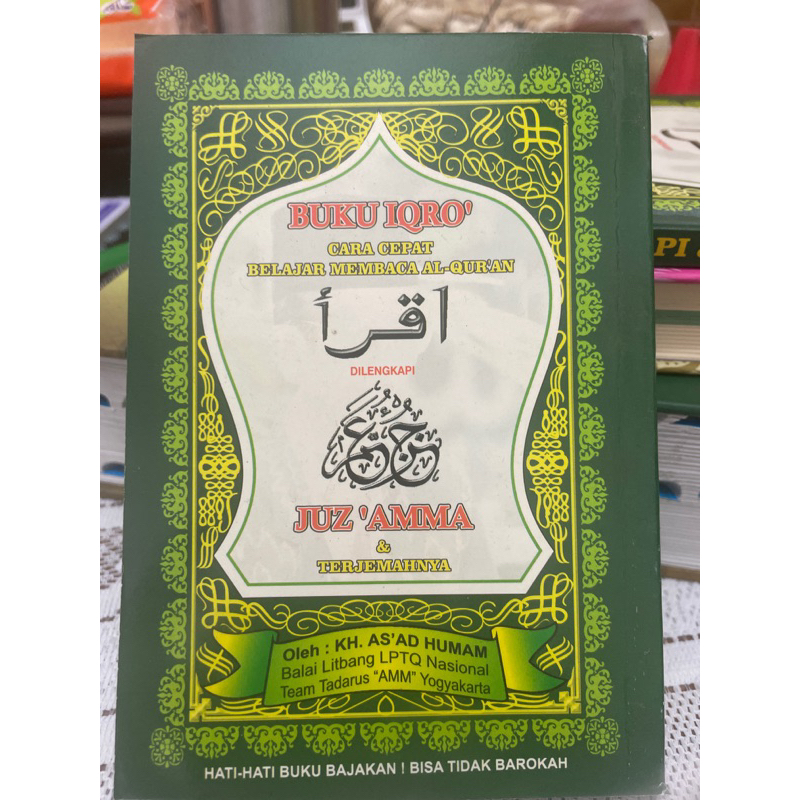 BUKU IQRO'
CARA CEPAT
BELAJAR MEMBACA AL-QUR'AN
اقرأ
DILENGKAPI
جزء عم
JUZ 'AMMA
&
TERJEMAHNYA
Oleh : KH. AS'AD HUMAM
Balai Litbang LPTQ Nasional
Team Tadarus "AMM" Yogyakarta
HATI-HATI BUKU BAJAKAN ! BISA TIDAK BAROKAH